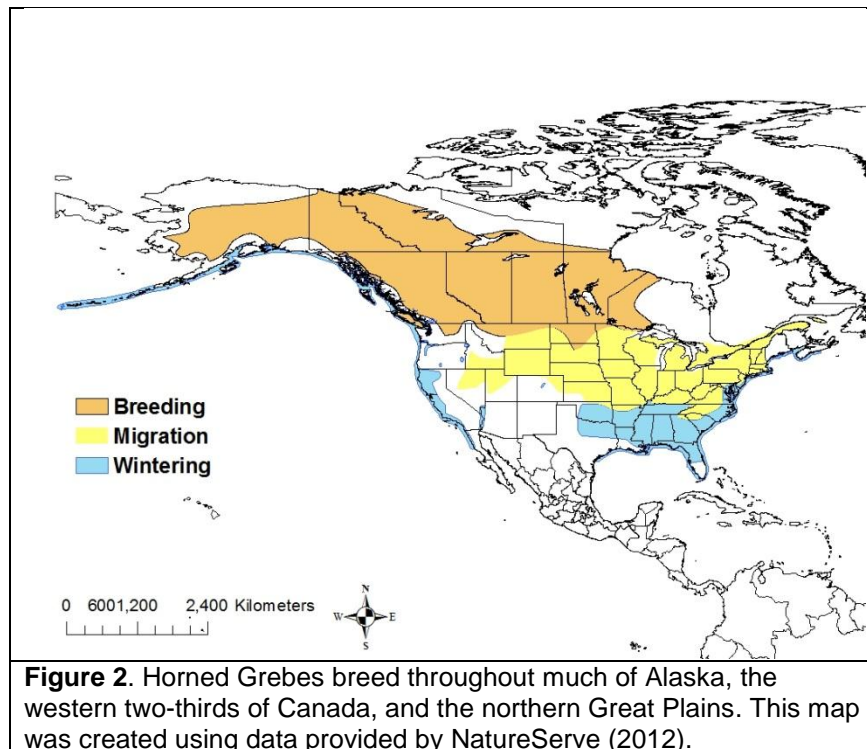 Breeding
Migration
Wintering
0 6001,200 2,400 Kilometers
N
W E
S
Figure 2. Horned Grebes breed throughout much of Alaska, the
western two-thirds of Canada, and the northern Great Plains. This map
was created using data provided by NatureServe (2012).